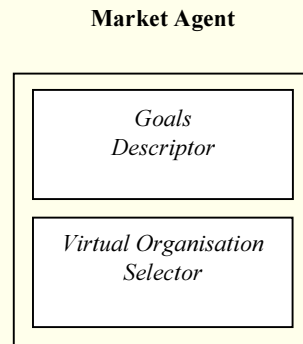 Market Agent
Goals
Descriptor
Virtual Organisation
Selector